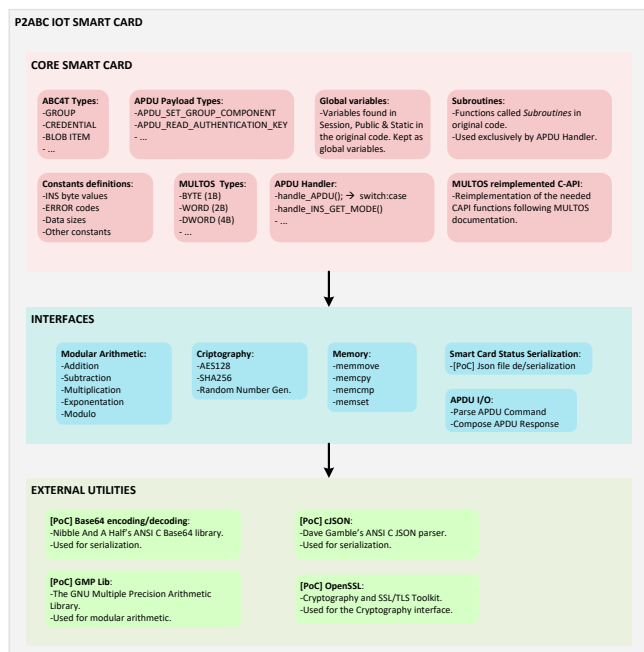 P2ABC IOT SMART CARD
CORE SMART CARD
ABC4T Types:
-GROUP
-CREDENTIAL
-BLOB ITEM
- ...
APDU Payload Types:
-APDU_SET_GROUP_COMPONENT
-APDU_READ_AUTHENTICATION_KEY
- ...
Global variables:
-Variables found in
Session, Public & Static in
the original code. Kept as
global variables.
Subroutines:
-Functions called Subroutines in
original code.
-Used exclusively by APDU Handler.
Constants definitions:
-INS byte values
-ERROR codes
-Data sizes
-Other constants
MULTOS Types:
-BYTE (1B)
-WORD (2B)
-DWORD (4B)
- ...
APDU Handler:
-handle_APDU(); → switch:case
-handle_INS_GET_MODE()
- ...
MULTOS reimplemented C-API:
-Reimplementation of the needed
CAPI functions following MULTOS
documentation.
INTERFACES
Modular Arithmetic:
-Addition
-Subtraction
-Multiplication
-Exponentation
-Modulo
Criptography:
-AES128
-SHA256
-Random Number Gen.
Memory:
-memmove
-memcpy
-memcmp
-memset
Smart Card Status Serialization:
-[PoC] Json file de/serialization
APDU I/O:
-Parse APDU Command
-Compose APDU Response
EXTERNAL UTILITIES
[PoC] Base64 encoding/decoding:
-Nibble And A Half's ANSI C Base64 library.
-Used for serialization.
[PoC] cJSON:
-Dave Gamble's ANSI C JSON parser.
-Used for serialization.
[PoC] GMP Lib:
-The GNU Multiple Precision Arithmetic
Library.
-Used for modular arithmetic.
[PoC] OpenSSL:
-Cryptography and SSL/TLS Toolkit.
-Used for the Cryptography interface.